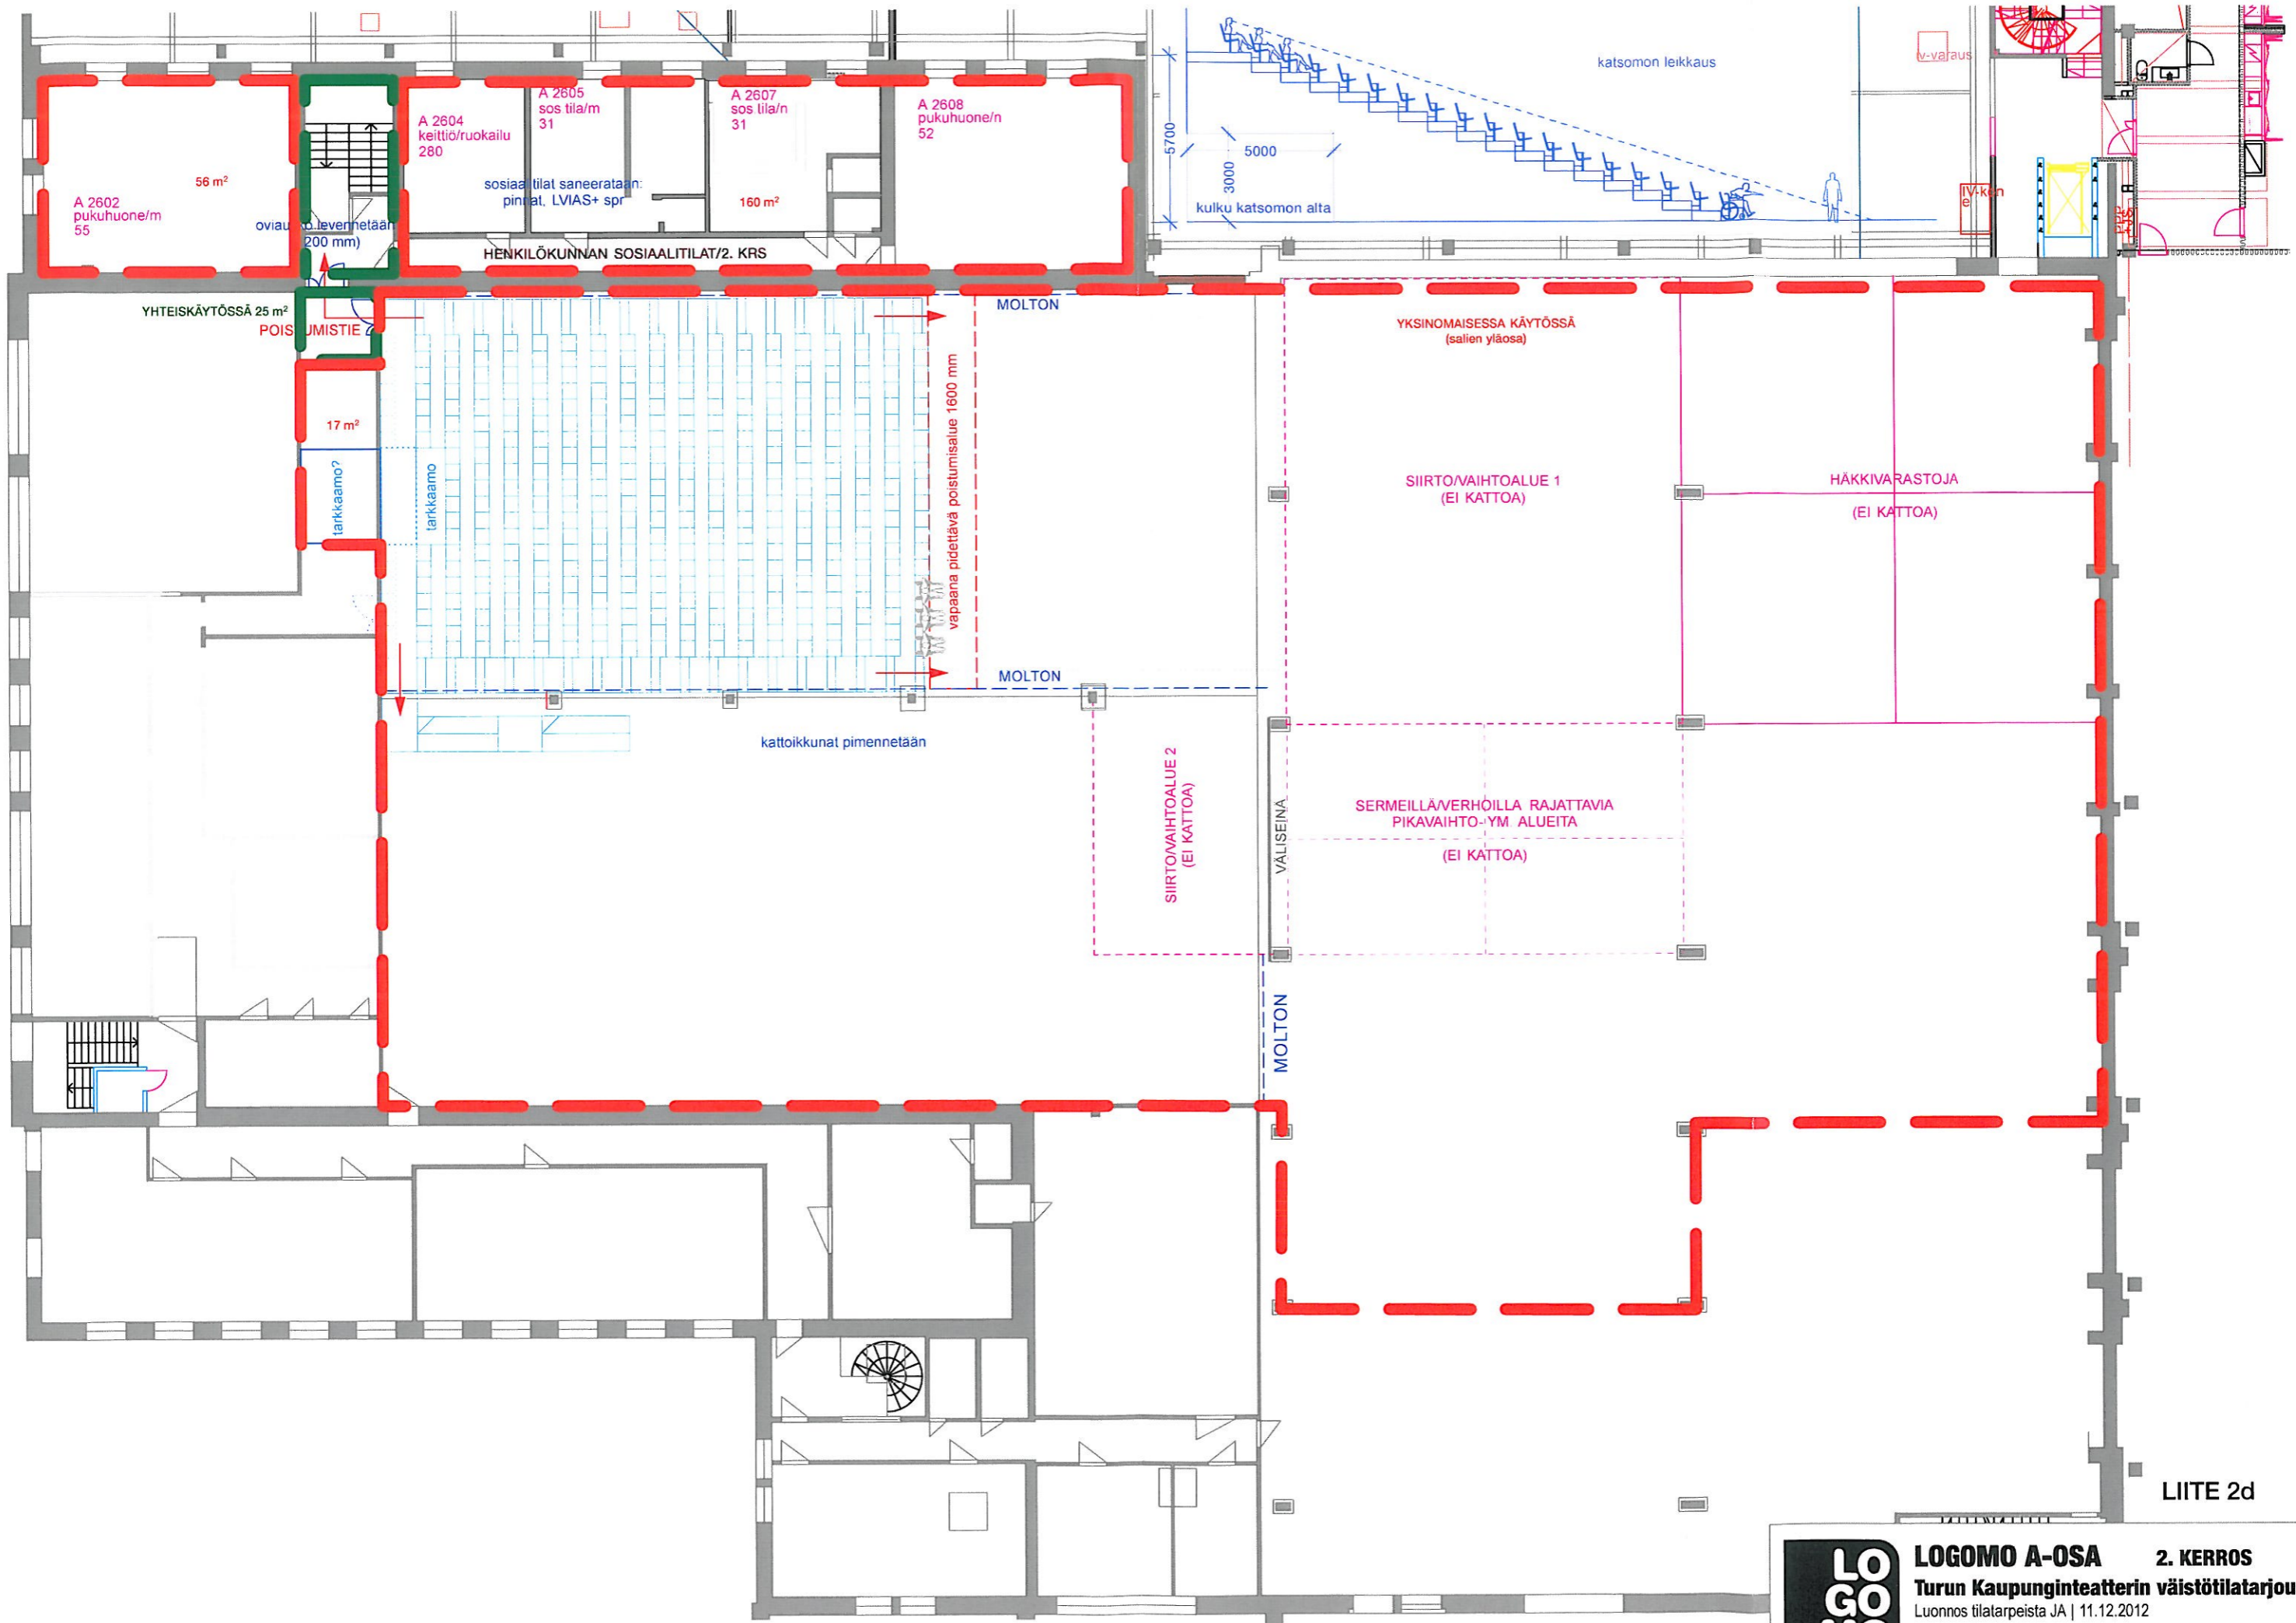 katsomon leikkaus
iv-varaus
5700
5000
3000
kulku katsomon alta
A 2602
pukuhuone/m
55
56 m²
A 2604
keittiö/ruokailu
280
A 2605
sos tila/m
31
A 2607
sos tila/n
31
A 2608
pukuhuone/n
52
sosiaalitilat saneerataan:
pinnat, LVIAS+ spr
160 m²
levennetään
200 mm)
HENKILÖKUNNAN SOSIAALITILAT/2. KRS
YHTEISKÄYTÖSSÄ 25 m²
POISTUMISTIE
MOLTON
YKSINOMAISESSA KÄYTÖSSÄ
(salien yläosa)
17 m²
tarkkaamo?
tarkkaamo
vapaana pidettävä poistumisalue 1600 mm
SIIRTO/VAIHTOALUE 1
(EI KATTOA)
HÄKKIVARASTOJA
(EI KATTOA)
MOLTON
kattoikkunat pimennetään
SIIRTO/VAIHTOALUE 2
(EI KATTOA)
VÄLISEINÄ
SERMEILLÄ/VERHOILLA RAJATTAVIA
PIKAVAIHTO-YM ALUEITA
(EI KATTOA)
MOLTON
LIITE 2d
LO
GO
LOGOMO A-OSA 2. KERROS
Turun Kaupunginteatterin väistötilatarjou
Luonnos tilatarpeista JA | 11.12.2012